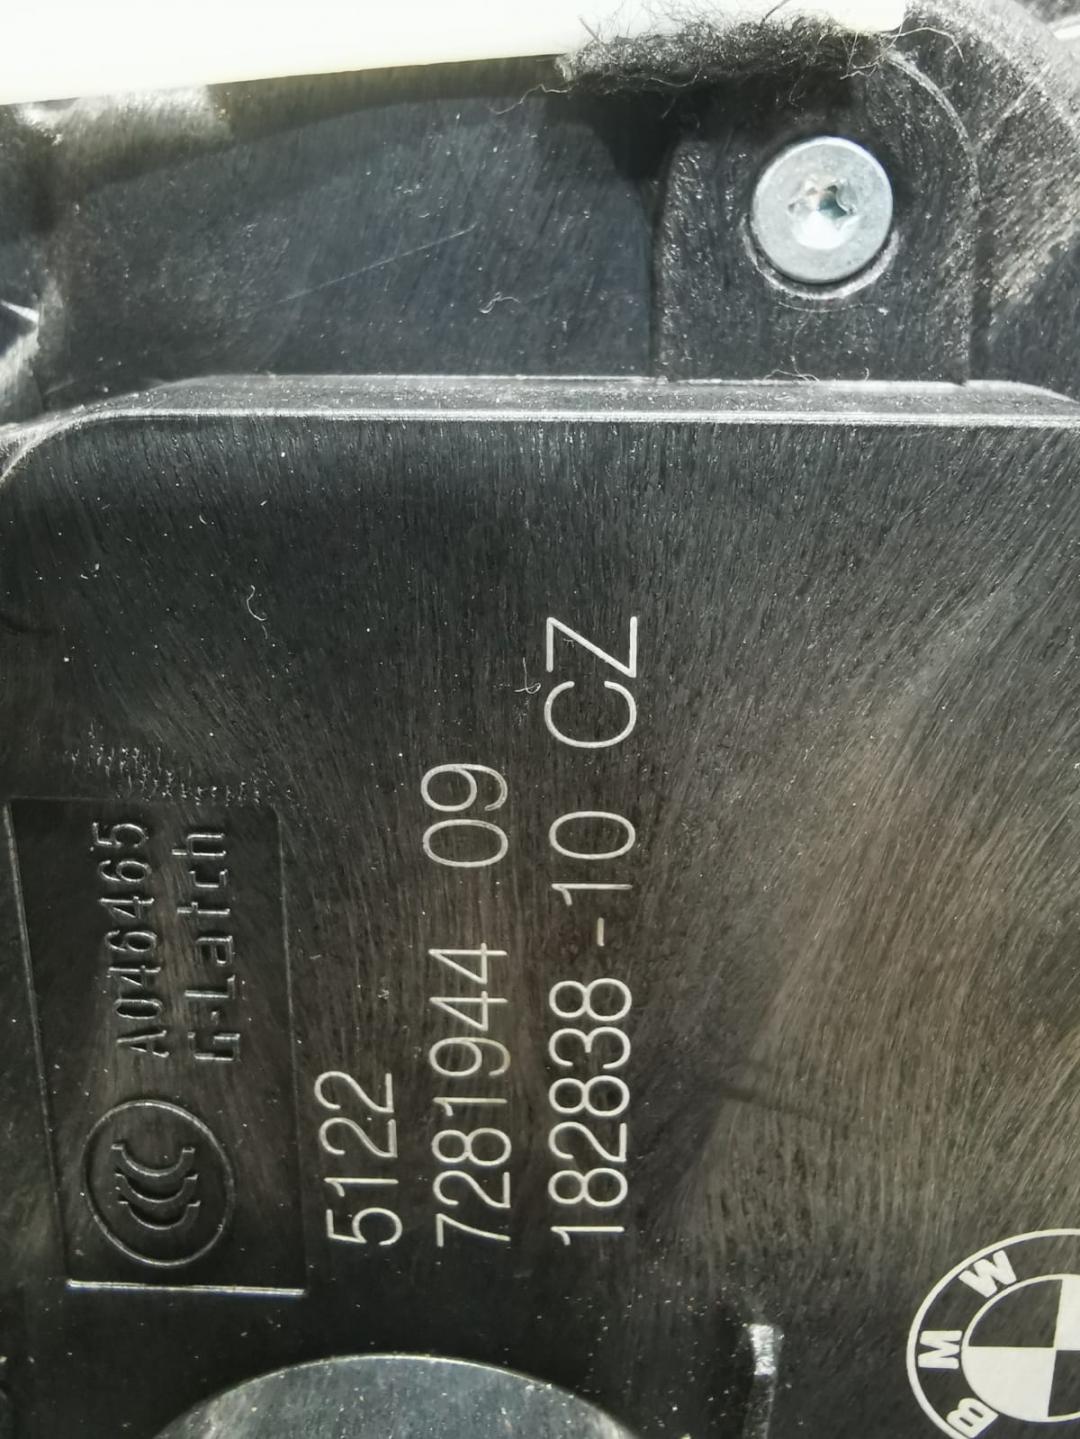 A046465
G-Latch
5122
7281944 09
182838-10 CZ
BMW